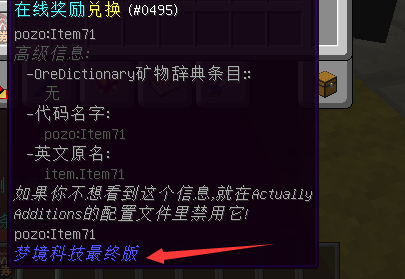 在线奖励兑换 (#0495)
pozo:Item71
高级信息:
-OreDictionary矿物辞典条目::
无
-代码名字:
pozo:Item71
-英文原名:
item.Item71
如果你不想看到这个信息,就在Actually
Additions的配置文件里禁用它!
pozo:Item71
梦境科技最终版